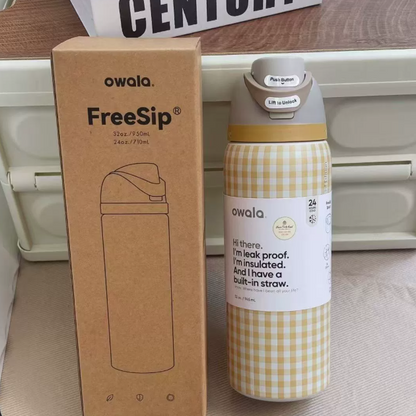 CENTURY
owala.
FreeSip®
32oz./950mL
24oz./710mL
Push Button
Lift to Unlock
owala.
24
Hi there.
I'm leak proof.
I'm insulated.
And I have a
built-in straw.